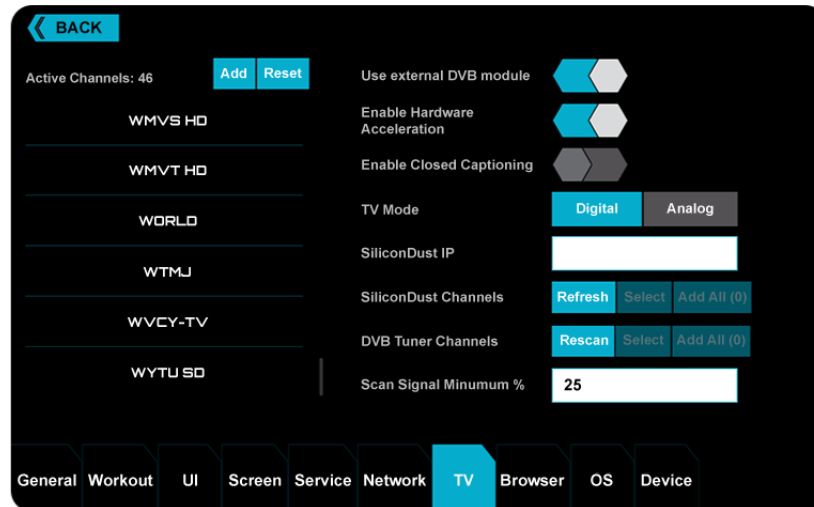 BACK
Active Channels: 46
Add
Reset
WMVS HD
WMVT HD
WORLD
WTMJ
WVCY-TV
WYTU SD
Use external DVB module
Enable Hardware
Acceleration
Enable Closed Captioning
TV Mode
Digital
Analog
SiliconDust IP
SiliconDust Channels
Refresh
Select
Add All (0)
DVB Tuner Channels
Rescan
Select
Add All (0)
Scan Signal Minumum %
25
General
Workout
UI
Screen
Service
Network
TV
Browser
OS
Device